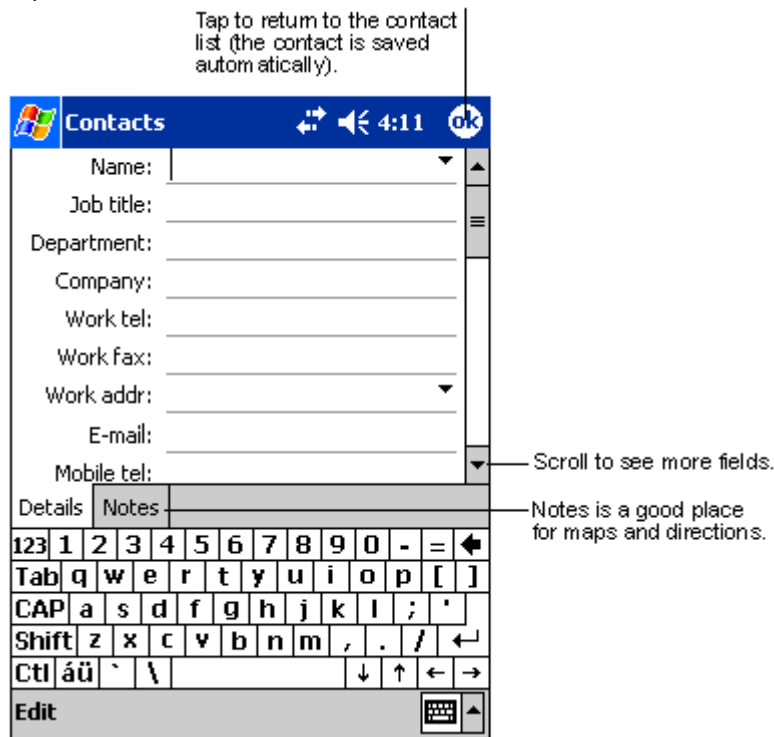 Tap to return to the contact
list (the contact is saved
automatically).
Contacts 4:11 ok
Name:
Job title:
Department:
Company:
Work tel:
Work fax:
Work addr:
E-mail:
Mobile tel:
Scroll to see more fields.
Details Notes
Notes is a good place
for maps and directions.
123 1 2 3 4 5 6 7 8 9 0 - = 
Tab q w e r t y u i o p [ ]
CAP a s d f g h j k l ; '
Shift z x c v b n m , . /
Ctl áü ` \ ↓ ↑ ← →
Edit